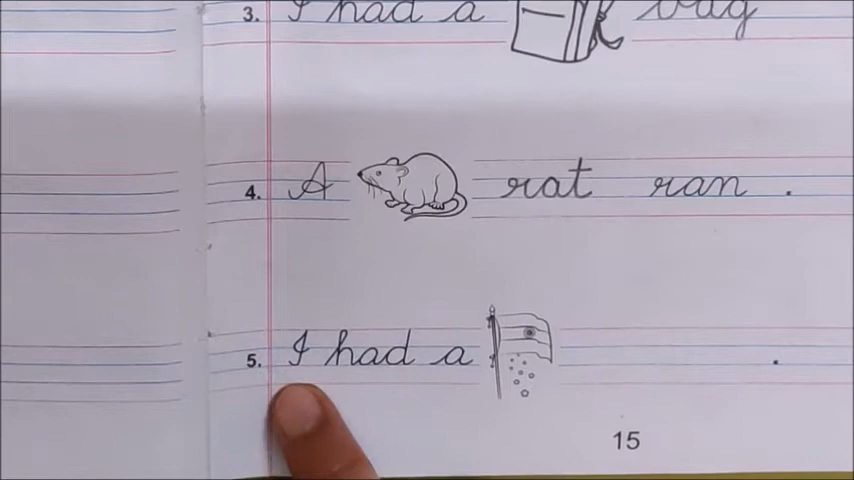 3. I had a bag
4. A rat ran .
5. I had a .
15